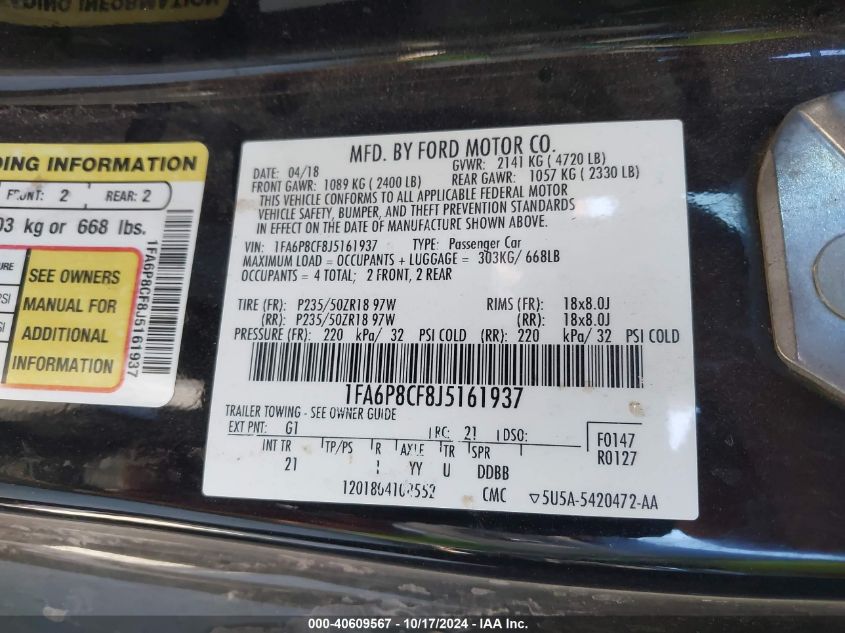 DING INFORMATION
FRONT: 2 REAR: 2
03 kg or 668 lbs.
SEE OWNERS
MANUAL FOR
ADDITIONAL
INFORMATION
1FA6P8CF8J5161937
MFD. BY FORD MOTOR CO.
DATE: 04/18 GVWR: 2141 KG (4720 LB)
FRONT GAWR: 1089 KG (2400 LB) REAR GAWR: 1057 KG (2330 LB)
THIS VEHICLE CONFORMS TO ALL APPLICABLE FEDERAL MOTOR
VEHICLE SAFETY, BUMPER, AND THEFT PREVENTION STANDARDS
IN EFFECT ON THE DATE OF MANUFACTURE SHOWN ABOVE.
VIN: 1FA6P8CF8J5161937 TYPE: Passenger Car
MAXIMUM LOAD = OCCUPANTS + LUGGAGE = 303KG/ 668LB
OCCUPANTS = 4 TOTAL; 2 FRONT, 2 REAR
TIRE (FR): P235/50ZR18 97W RIMS (FR): 18x8.0J
(RR): P235/50ZR18 97W (RR): 18x8.0J
PRESSURE (FR): 220 kPa/ 32 PSI COLD (RR): 220 kPa/ 32 PSI COLD
1FA6P8CF8J5161937
TRAILER TOWING - SEE OWNER GUIDE
EXT PNT: G1 RC: 21 DSO: F0147
INT TR TP/PS R AXLE TR SPR R0127
21 YY U DDBB
CMC ▽5U5A-5420472-AA
000-40609567 - 10/17/2024 - IAA Holdings, LLC.